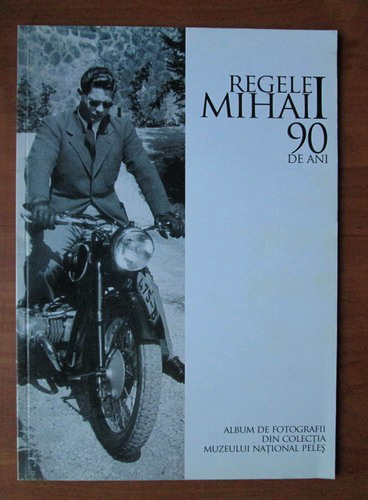 REGELE
MIHAI I
90
DE ANI
ALBUM DE FOTOGRAFII
DIN COLECȚIA
MUZEULUI NAȚIONAL PELEȘ